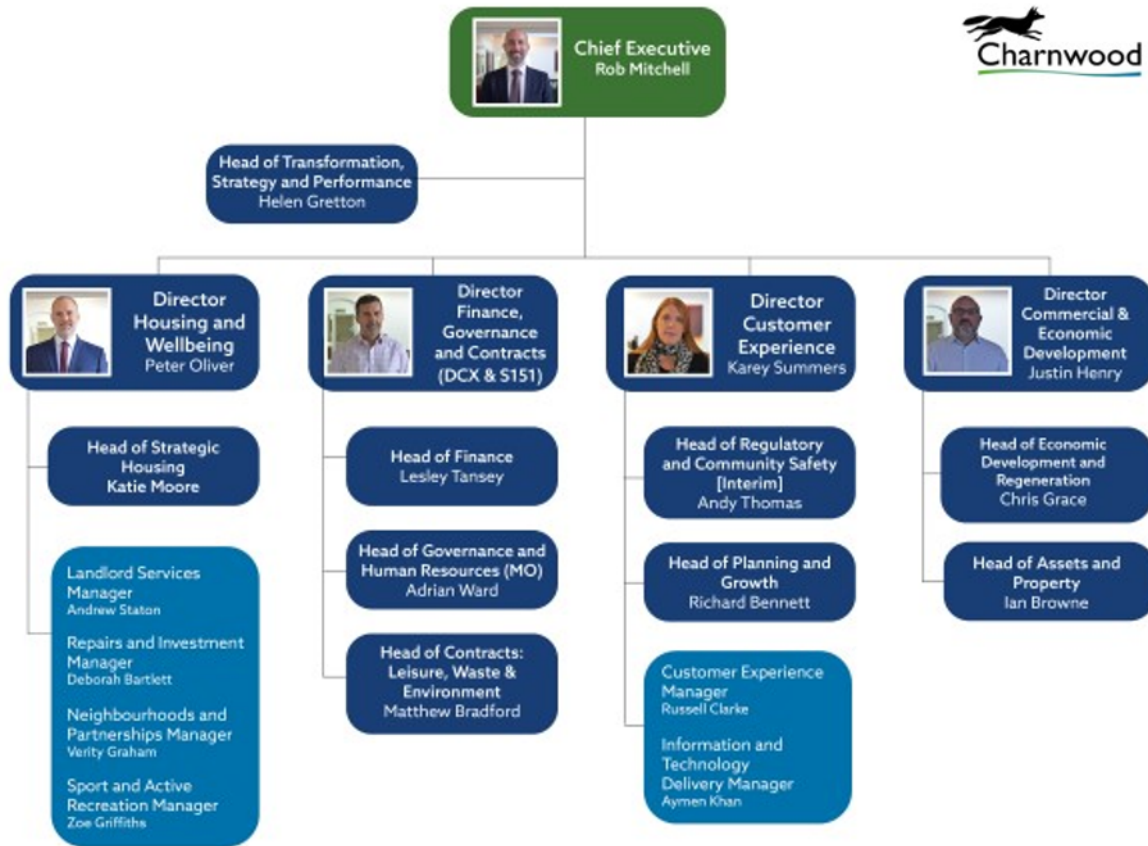 Chief Executive
Rob Mitchell
Charnwood
Head of Transformation,
Strategy and Performance
Helen Gretton
Director
Housing and
Wellbeing
Peter Oliver
Director
Finance,
Governance
and Contracts
(DCX & S151)
Director
Customer
Experience
Karey Summers
Director
Commercial &
Economic
Development
Justin Henry
Head of Strategic
Housing
Katie Moore
Landlord Services
Manager
Andrew Staton
Repairs and Investment
Manager
Deborah Bartlett
Neighbourhoods and
Partnerships Manager
Verity Graham
Sport and Active
Recreation Manager
Zoe Griffiths
Head of Finance
Lesley Tansey
Head of Governance and
Human Resources (MO)
Adrian Ward
Head of Contracts:
Leisure, Waste &
Environment
Matthew Bradford
Head of Regulatory
and Community Safety
[Interim]
Andy Thomas
Head of Planning and
Growth
Richard Bennett
Customer Experience
Manager
Russell Clarke
Information and
Technology
Delivery Manager
Aymen Khan
Head of Economic
Development and
Regeneration
Chris Grace
Head of Assets and
Property
Ian Browne